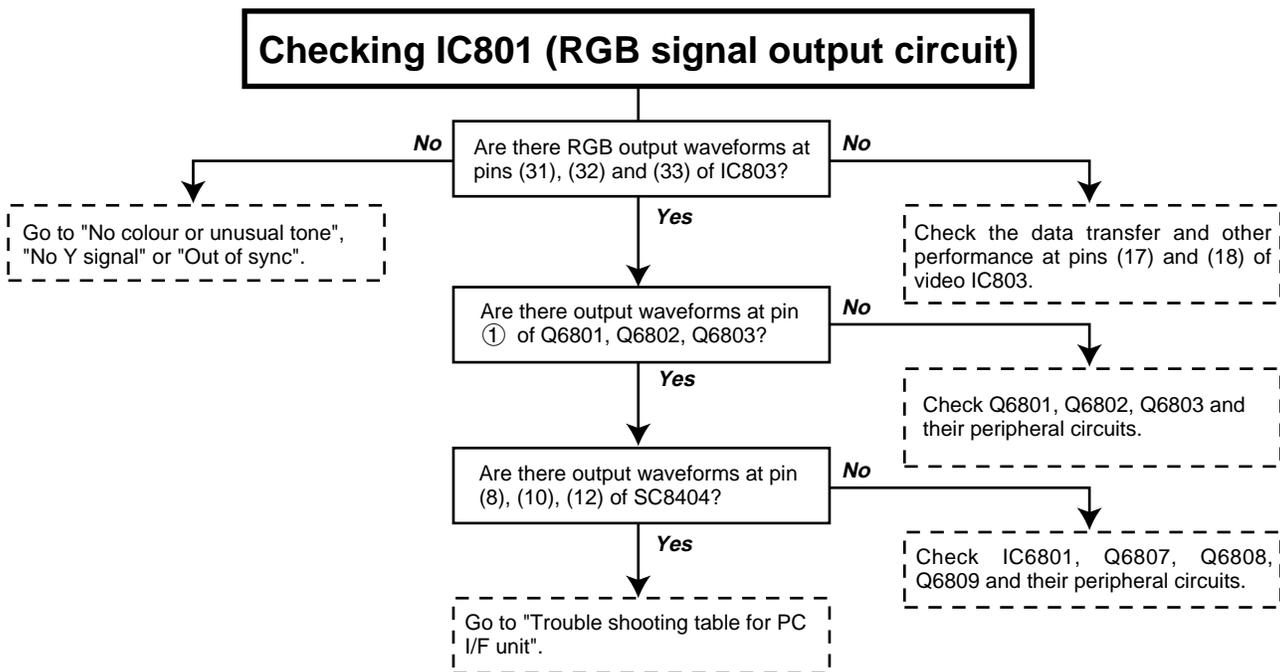 Checking IC801 (RGB signal output circuit)
No
Are there RGB output waveforms at
pins (31), (32) and (33) of IC803?
No
Yes
Go to "No colour or unusual tone",
"No Y signal" or "Out of sync".
Check the data transfer and other
performance at pins (17) and (18) of
video IC803.
Are there output waveforms at pin
① of Q6801, Q6802, Q6803?
No
Yes
Check Q6801, Q6802, Q6803 and
their peripheral circuits.
Are there output waveforms at pin
(8), (10), (12) of SC8404?
No
Yes
Check IC6801, Q6807, Q6808,
Q6809 and their peripheral circuits.
Go to "Trouble shooting table for PC
I/F unit".